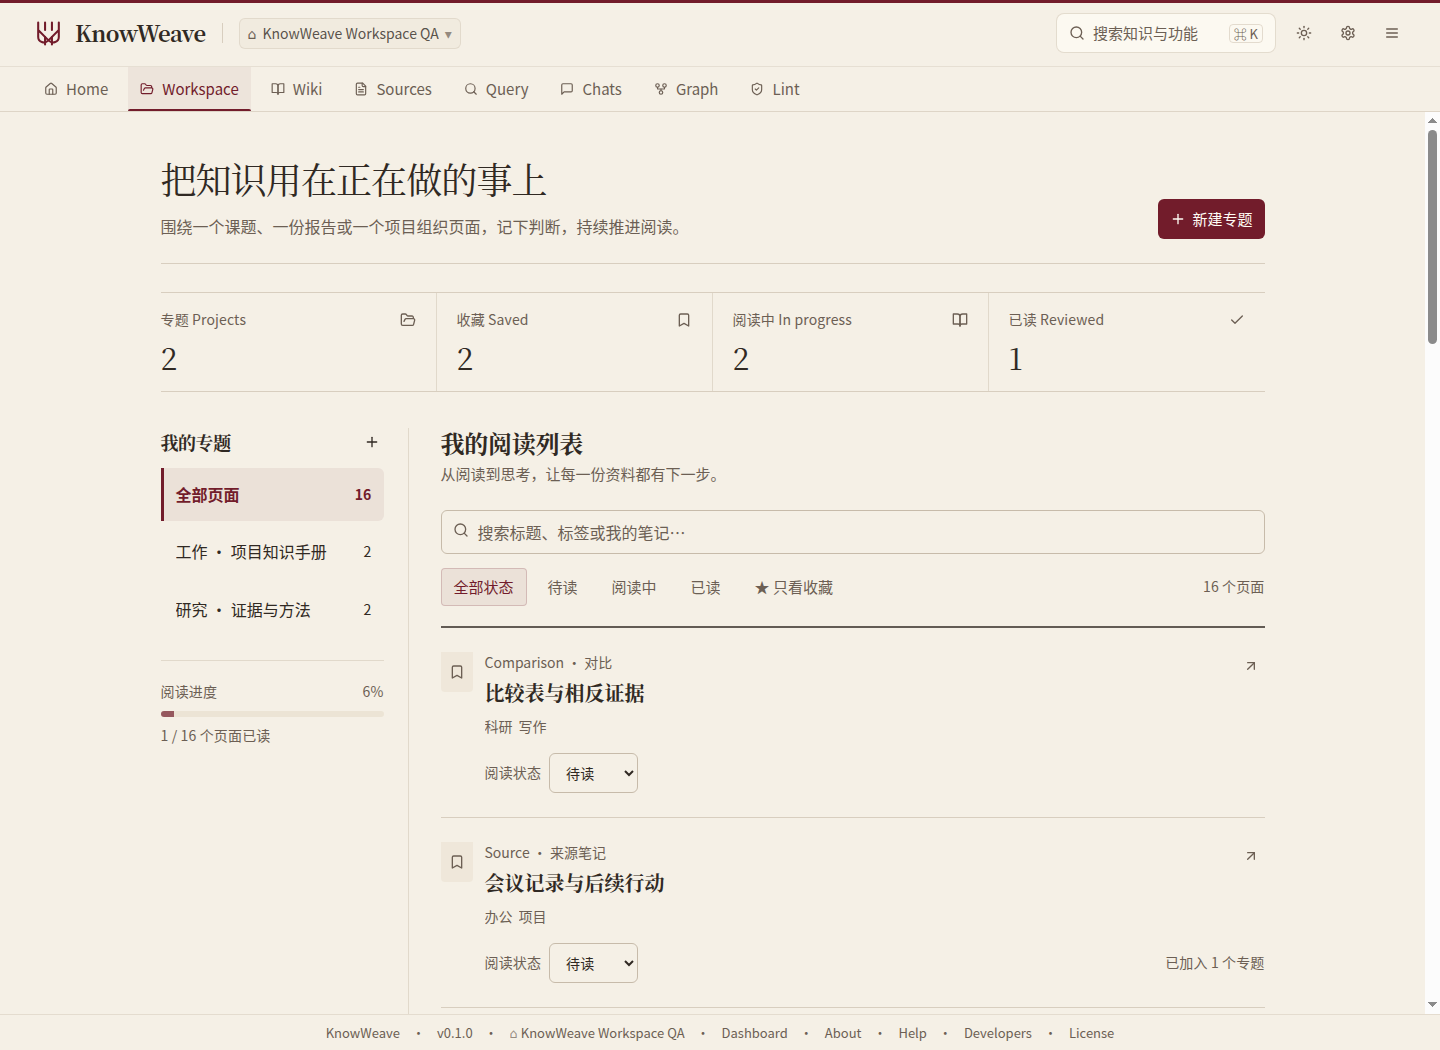 KnowWeave
⌂ KnowWeave Workspace QA ▾
搜索知识与功能 ⌘ K
Home Workspace Wiki Sources Query Chats Graph Lint
把知识用在正在做的事上
围绕一个课题、一份报告或一个项目组织页面，记下判断，持续推进阅读。
+ 新建专题
专题 Projects
2
收藏 Saved
2
阅读中 In progress
2
已读 Reviewed
1
我的专题 +
全部页面 16
工作 · 项目知识手册 2
研究 · 证据与方法 2
阅读进度 6%
1 / 16 个页面已读
我的阅读列表
从阅读到思考，让每一份资料都有下一步。
搜索标题、标签或我的笔记…
全部状态 待读 阅读中 已读 ★ 只看收藏 16 个页面
Comparison · 对比
比较表与相反证据
科研 写作
阅读状态 待读
Source · 来源笔记
会议记录与后续行动
办公 项目
阅读状态 待读 已加入 1 个专题
KnowWeave • v0.1.0 • ⌂ KnowWeave Workspace QA • Dashboard • About • Help • Developers • License